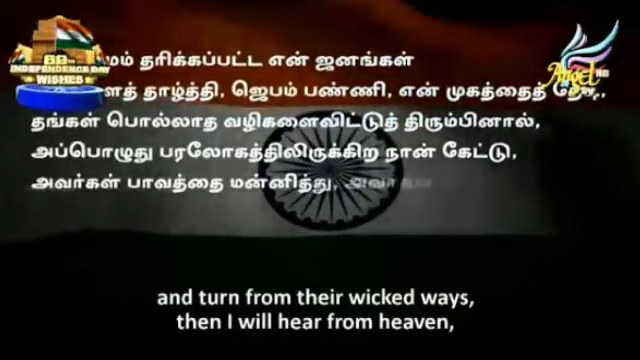 INDEPENDENCE DAY
WISHES
Angel
தரிக்கப்பட்ட என் ஜனங்கள்
தாழ்த்தி, ஜெபம் பண்ணி, என் முகத்தைத்
தங்கள் பொல்லாத வழிகளைவிட்டுத் திரும்பினால்,
அப்பொழுது பரலோகத்திலிருக்கிற நான் கேட்டு,
அவர்கள் பாவத்தை மன்னித்து,
and turn from their wicked ways,
then I will hear from heaven,